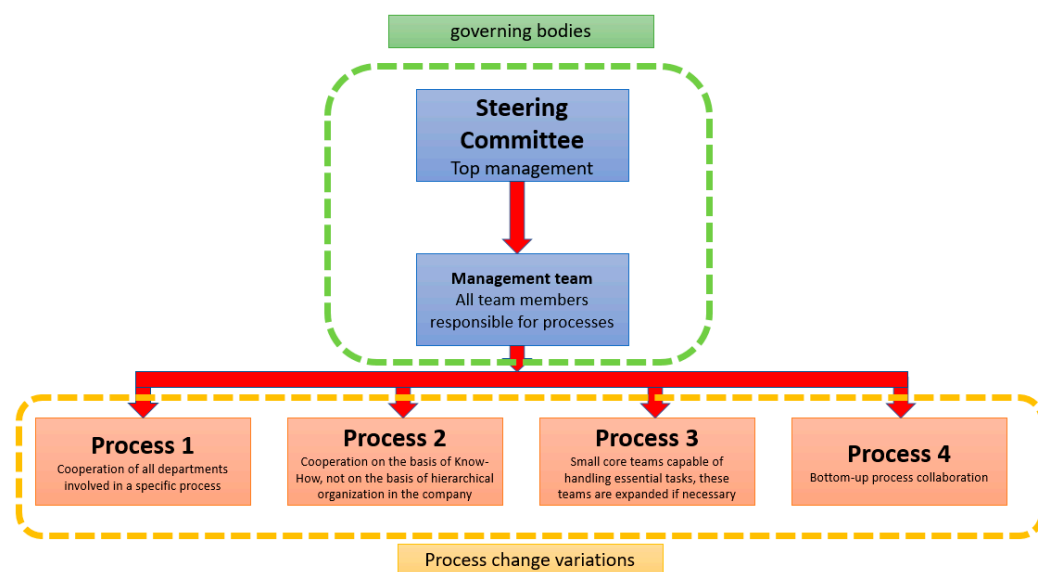 governing bodies
Steering
Committee
Top management
Management team
All team members
responsible for processes
Process 1
Cooperation of all departments
involved in a specific process
Process 2
Cooperation on the basis of Know-
How, not on the basis of hierarchical
organization in the company
Process 3
Small core teams capable of
handling essential tasks, these
teams are expanded if necessary
Process 4
Bottom-up process collaboration
Process change variations